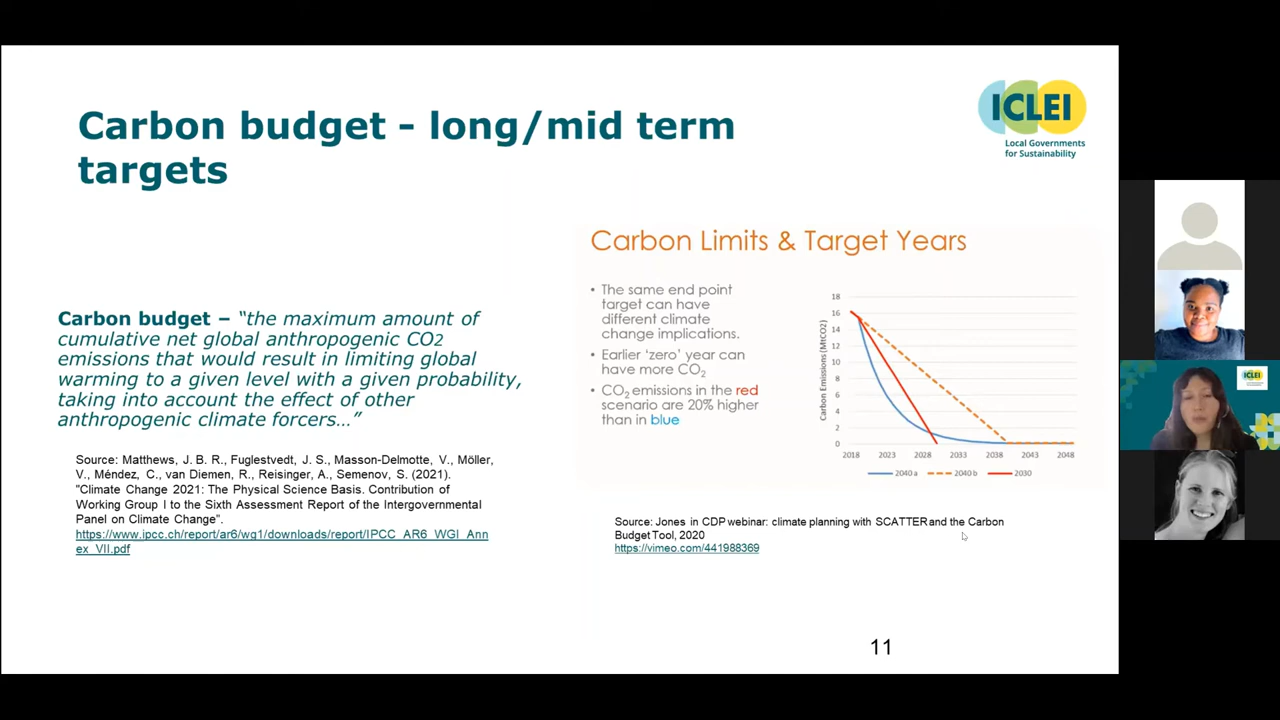 Carbon budget - long/mid term
targets
ICLEI
Local Governments
for Sustainability
Carbon budget – “the maximum amount of
cumulative net global anthropogenic CO2
emissions that would result in limiting global
warming to a given level with a given probability,
taking into account the effect of other
anthropogenic climate forcers…”
Source: Matthews, J. B. R., Fuglestvedt, J. S., Masson-Delmotte, V., Möller,
V., Méndez, C., van Diemen, R., Reisinger, A., Semenov, S. (2021).
"Climate Change 2021: The Physical Science Basis. Contribution of
Working Group I to the Sixth Assessment Report of the Intergovernmental
Panel on Climate Change”.
https://www.ipcc.ch/report/ar6/wg1/downloads/report/IPCC_AR6_WGI_Ann
ex_VII.pdf
Carbon Limits & Target Years
• The same end point
target can have
different climate
change implications.
• Earlier ‘zero’ year can
have more CO2
• CO2 emissions in the red
scenario are 20% higher
than in blue
Carbon Emissions (MtCO2)
18
16
14
12
10
8
6
4
2
0
2018 2023 2028 2033 2038 2043 2048
2040 a 2040 b 2030
Source: Jones in CDP webinar: climate planning with SCATTER and the Carbon
Budget Tool, 2020
https://vimeo.com/441988369
11
ICLEI